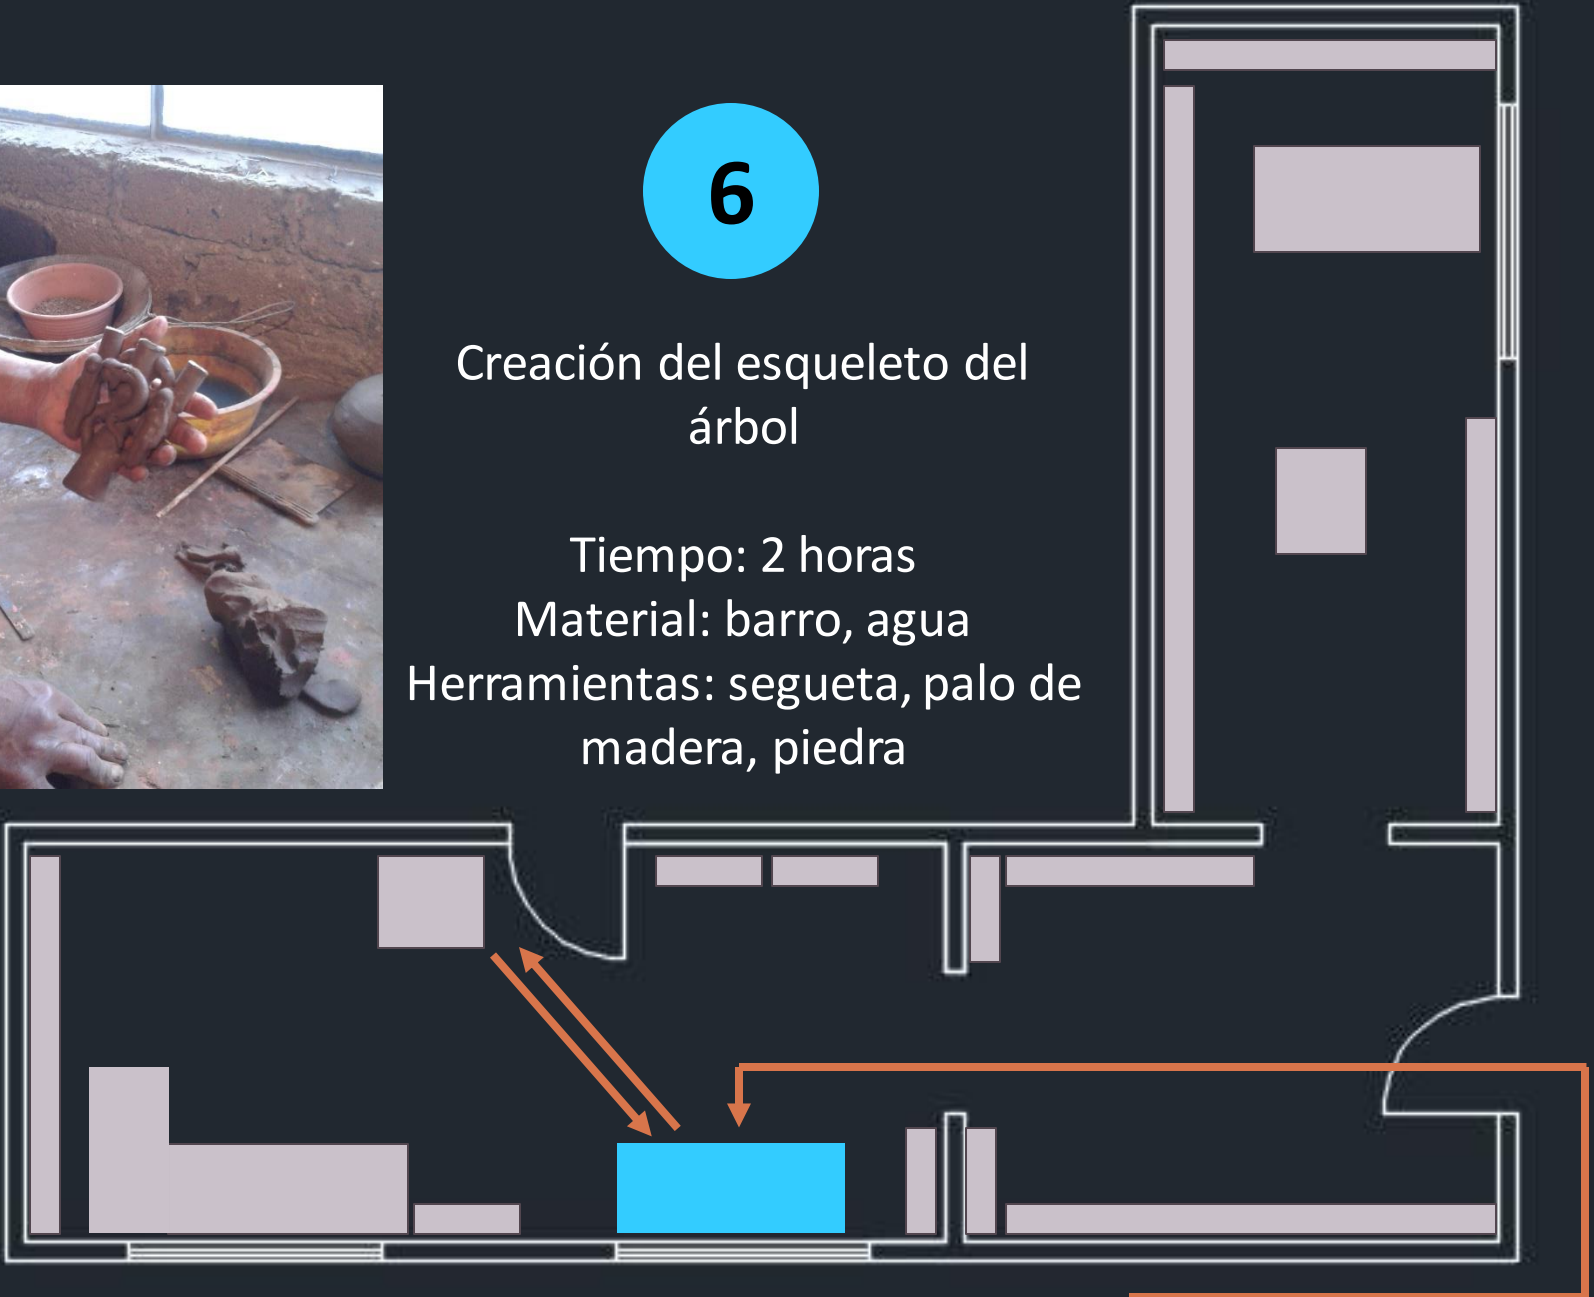 6
Creación del esqueleto del
árbol
Tiempo: 2 horas
Material: barro, agua
Herramientas: segueta, palo de
madera, piedra